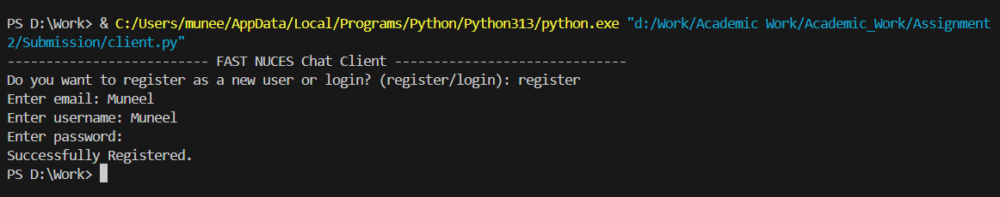 PS D:\Work> & C:/Users/munee/AppData/Local/Programs/Python/Python313/python.exe "d:/Work/Academic Work/Academic_Work/Assignment
2/Submission/client.py"
-------------------------- FAST NUCES Chat Client ------------------------------
Do you want to register as a new user or login? (register/login): register
Enter email: Muneel
Enter username: Muneel
Enter password:
Successfully Registered.
PS D:\Work>